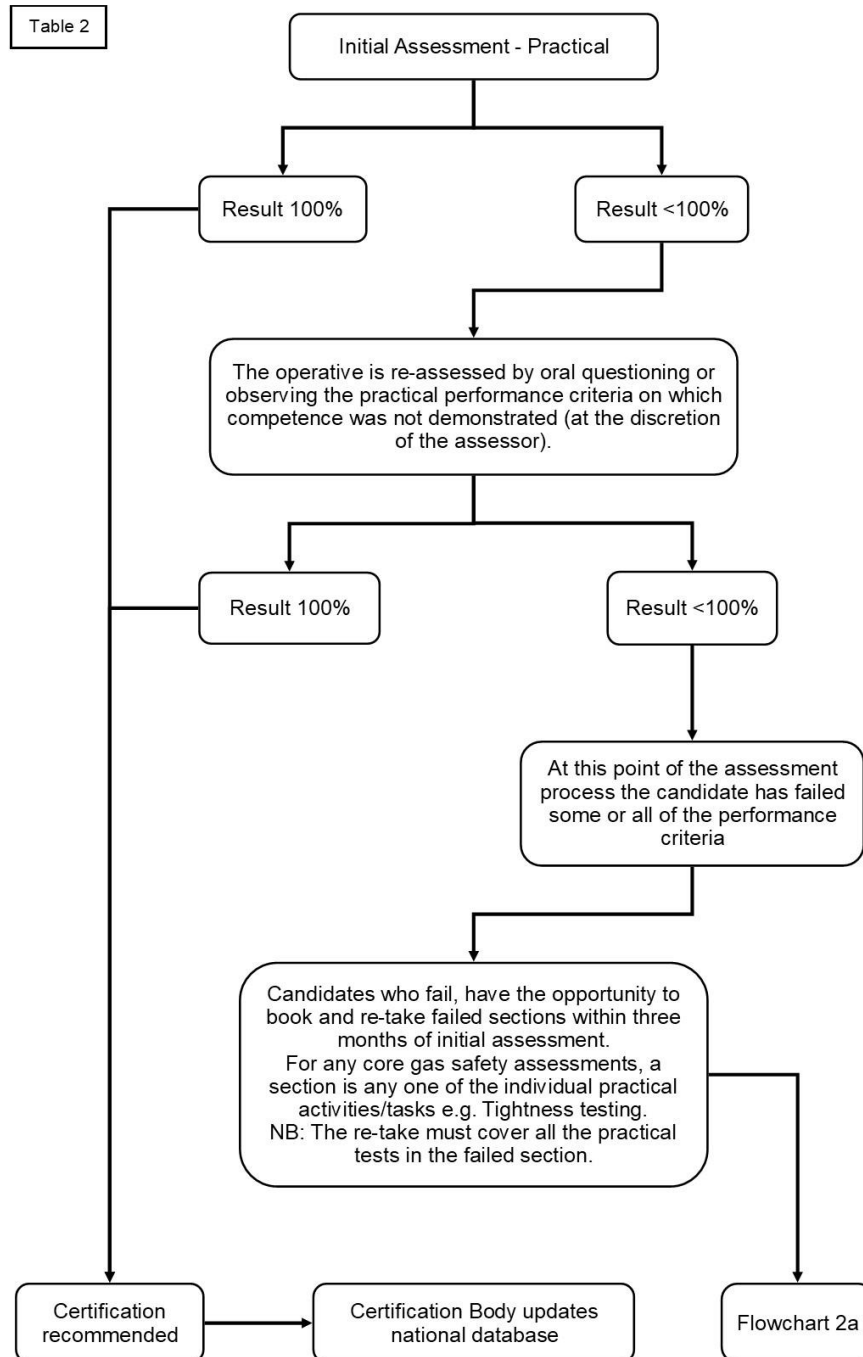 Table 2
Initial Assessment - Practical
Result 100%
Result <100%
The operative is re-assessed by oral questioning or
observing the practical performance criteria on which
competence was not demonstrated (at the discretion
of the assessor).
Result 100%
Result <100%
At this point of the assessment
process the candidate has failed
some or all of the performance
criteria
Candidates who fail, have the opportunity to
book and re-take failed sections within three
months of initial assessment.
For any core gas safety assessments, a
section is any one of the individual practical
activities/tasks e.g. Tightness testing.
NB: The re-take must cover all the practical
tests in the failed section.
Certification
recommended
Certification Body updates
national database
Flowchart 2a